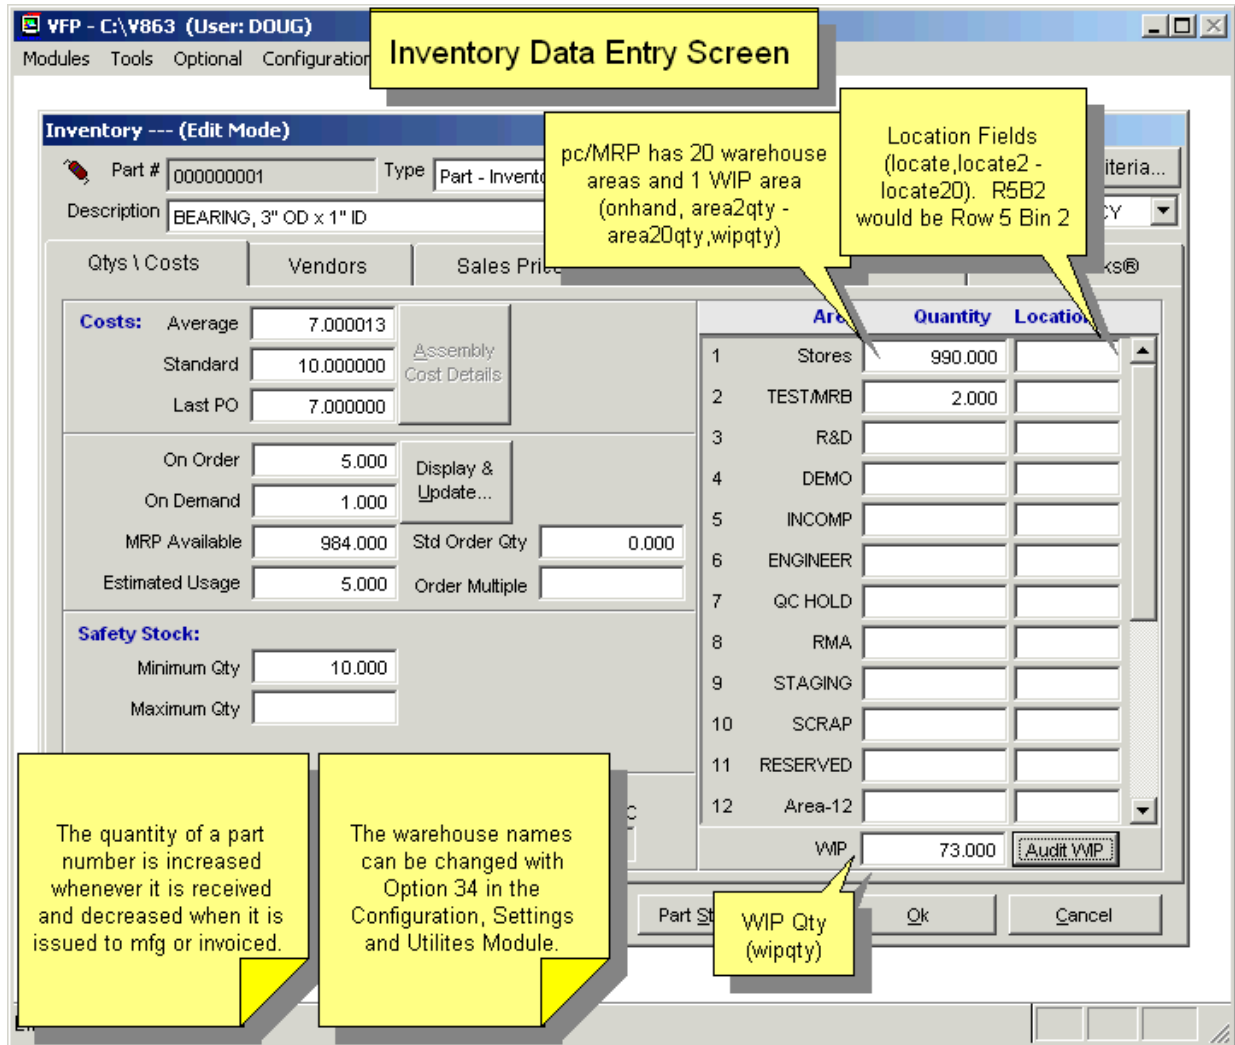 VFP - C:\V863 (User: DOUG)
Modules Tools Optional Configuration
Inventory Data Entry Screen
Inventory --- (Edit Mode)
Part # 000000001 Type Part - Invento
iteria...
Description BEARING, 3" OD x 1" ID
CY
pc/MRP has 20 warehouse
areas and 1 WIP area
(onhand, area2qty -
area20qty,wipqty)
Location Fields
(locate,locate2 -
locate20). R5B2
would be Row 5 Bin 2
Qtys \ Costs Vendors Sales Price
ks®
Costs: Average 7.000013
Standard 10.000000
Last PO 7.000000
Assembly
Cost Details
On Order 5.000
On Demand 1.000
MRP Available 984.000
Estimated Usage 5.000
Display &
Update...
Std Order Qty 0.000
Order Multiple
Safety Stock:
Minimum Qty 10.000
Maximum Qty
Are Quantity Location
1 Stores 990.000
2 TEST/MRB 2.000
3 R&D
4 DEMO
5 INCOMP
6 ENGINEER
7 QC HOLD
8 RMA
9 STAGING
10 SCRAP
11 RESERVED
12 Area-12
WIP 73.000 Audit WIP
The quantity of a part
number is increased
whenever it is received
and decreased when it is
issued to mfg or invoiced.
The warehouse names
can be changed with
Option 34 in the
Configuration, Settings
and Utilites Module.
WIP Qty
(wipqty)
Part St Ok Cancel